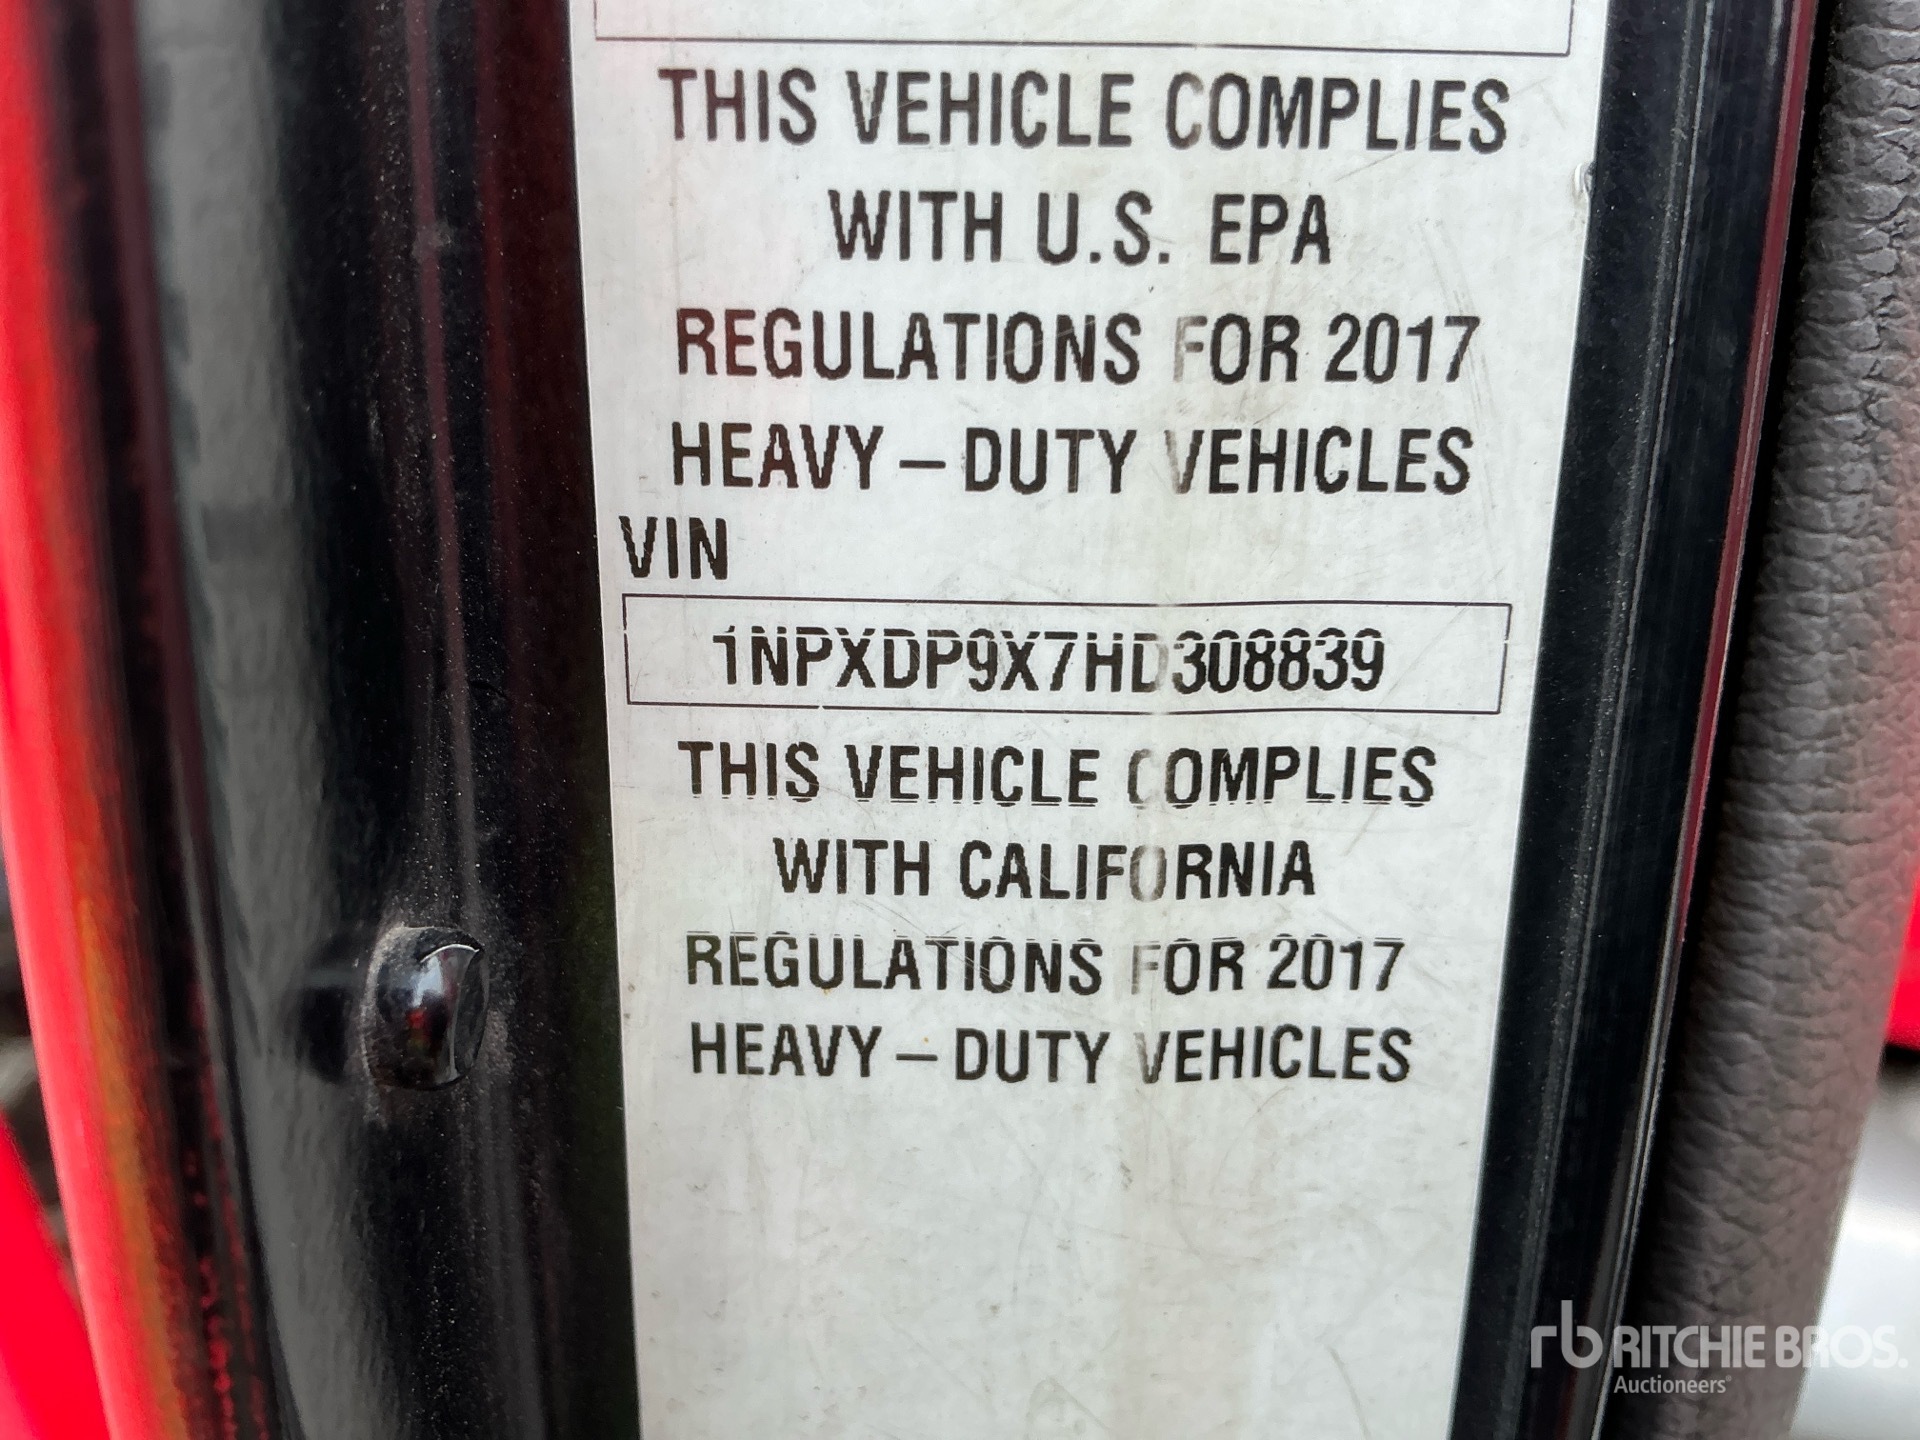 THIS VEHICLE COMPLIES
WITH U.S. EPA
REGULATIONS FOR 2017
HEAVY – DUTY VEHICLES
VIN
1NPXDP9X7HD308839
THIS VEHICLE COMPLIES
WITH CALIFORNIA
REGULATIONS FOR 2017
HEAVY – DUTY VEHICLES
rb RITCHIE BROS.
Auctioneers®